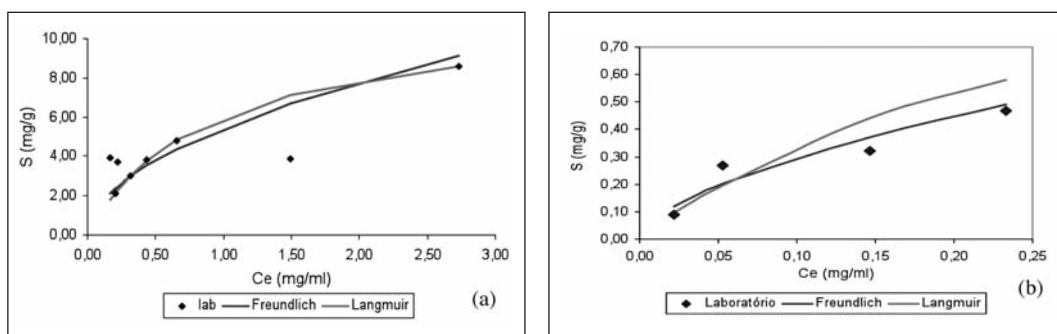 10,00
8,00
6,00
4,00
2,00
0,00
S (mg/g)
0,00 0,50 1,00 1,50 2,00 2,50 3,00
Ce (mg/ml)
lab Freundlich Langmuir
(a)
0,70
0,60
0,50
0,40
0,30
0,20
0,10
0,00
S (mg/g)
0,00 0,05 0,10 0,15 0,20 0,25
Ce (mg/ml)
Laboratório Freundlich Langmuir
(b)